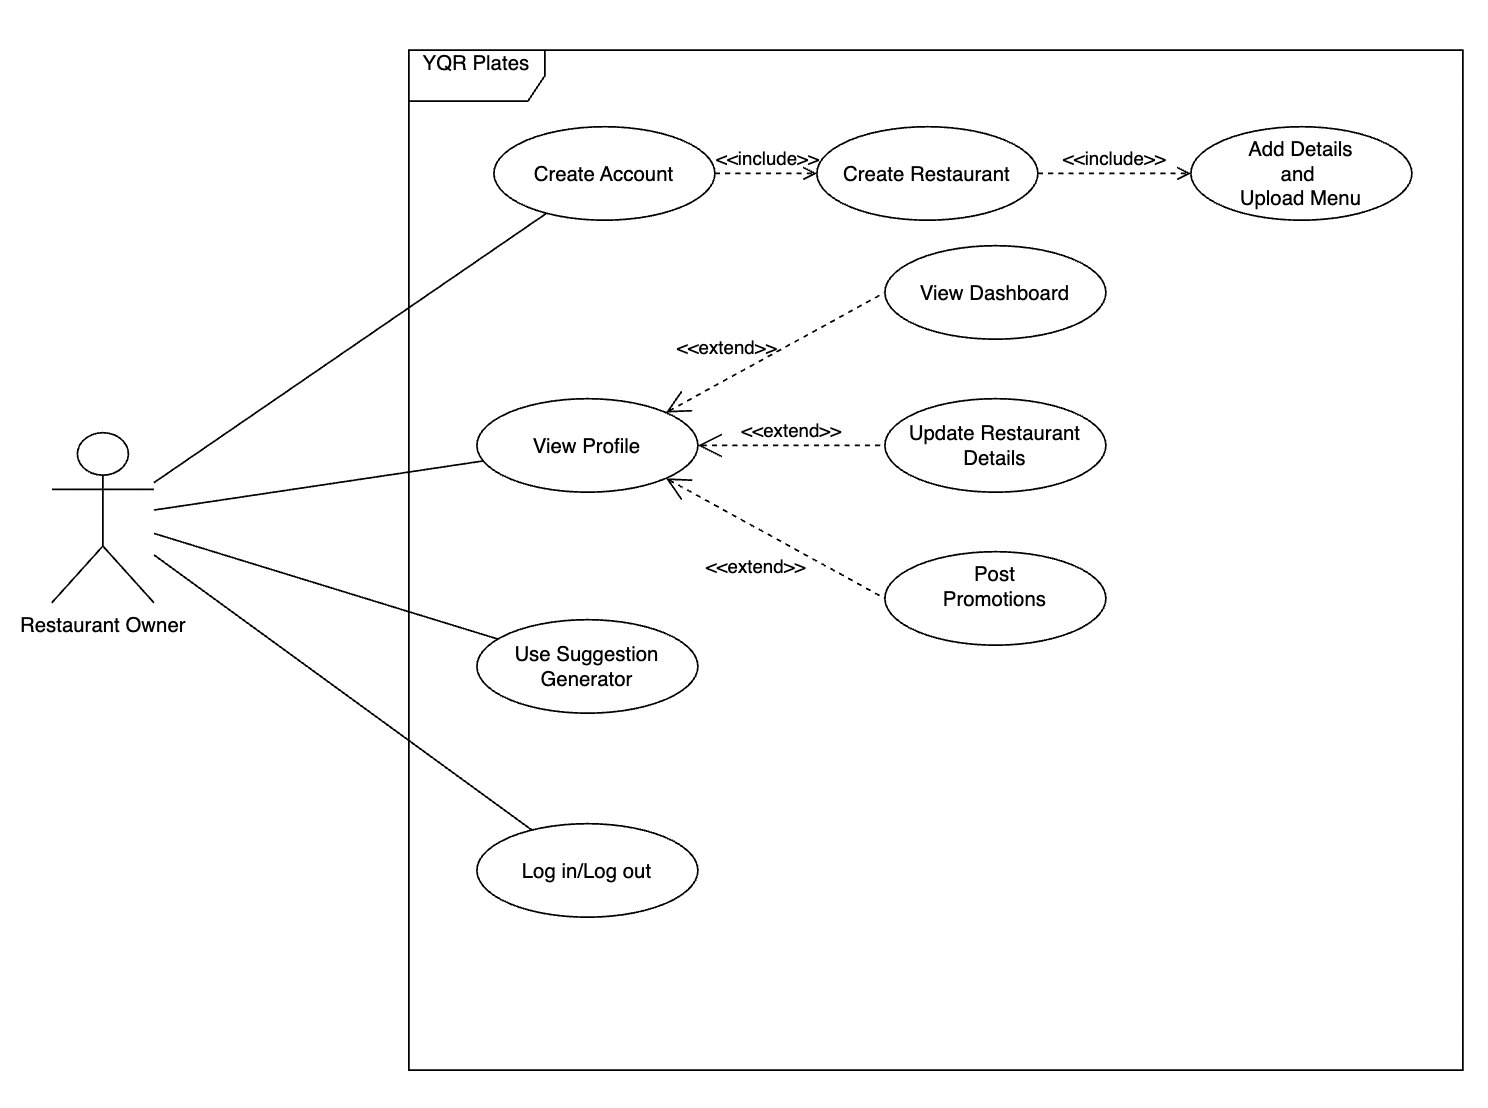 YQR Plates
Create Account
<<include>>
Create Restaurant
<<include>>
Add Details
and
Upload Menu
View Dashboard
<<extend>>
View Profile
<<extend>>
Update Restaurant
Details
<<extend>>
Post
Promotions
Restaurant Owner
Use Suggestion
Generator
Log in/Log out